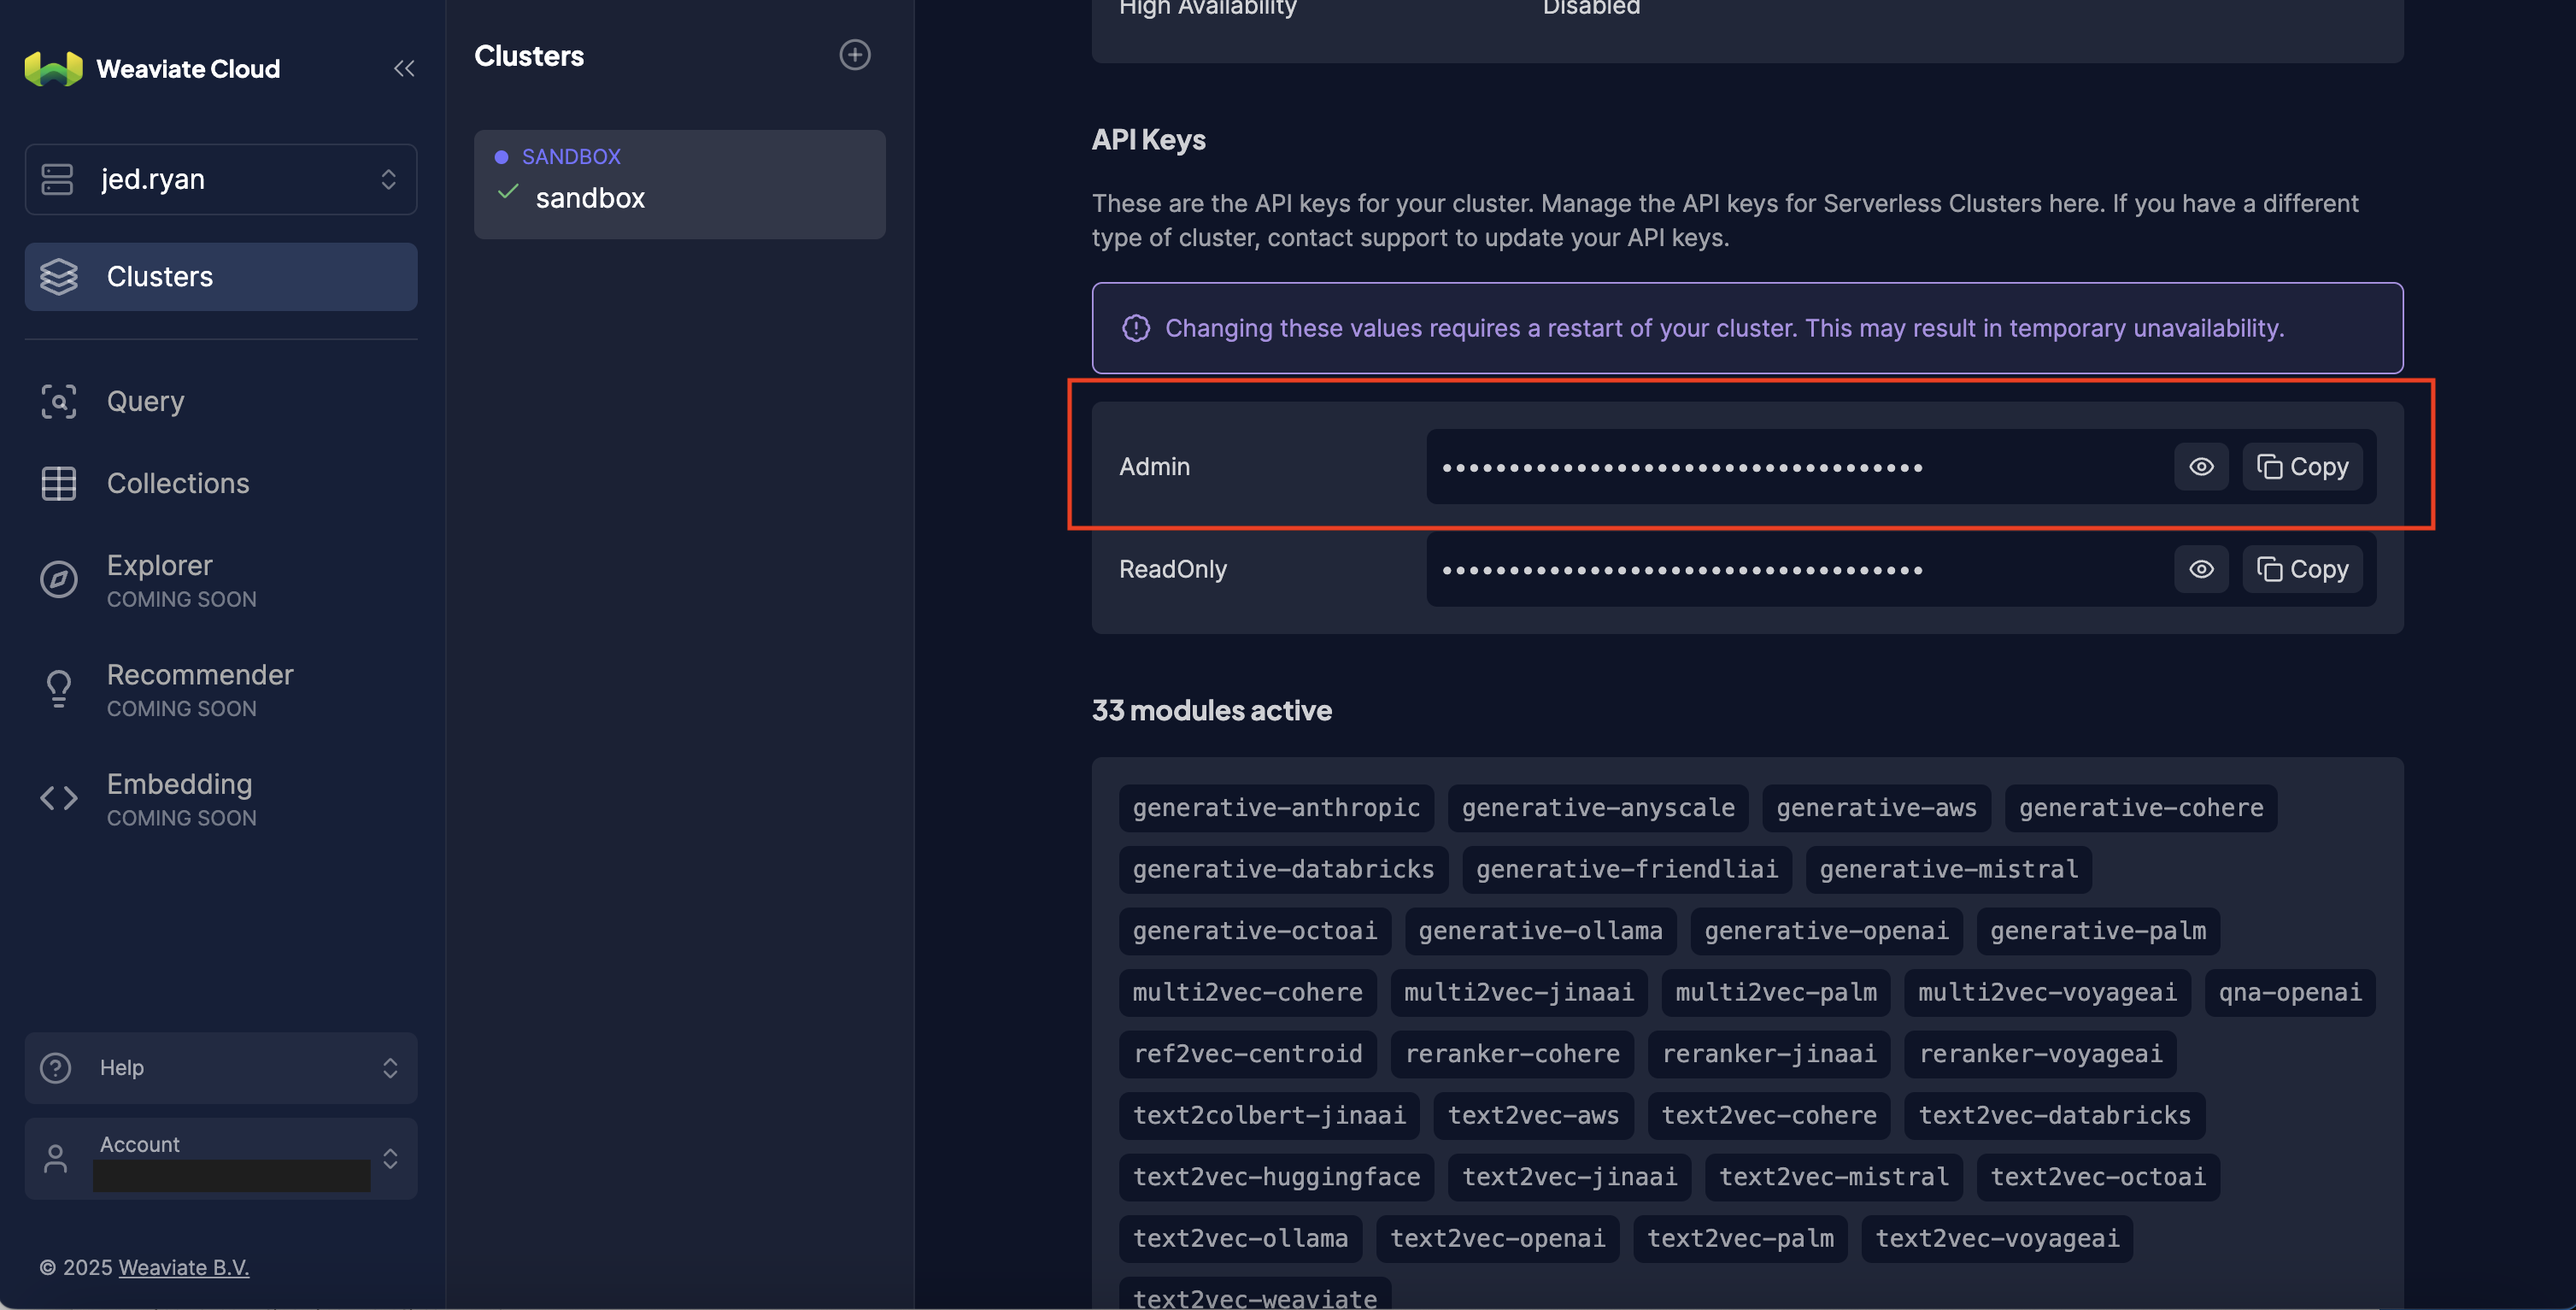 Weaviate Cloud
jed.ryan
Clusters
Query
Collections
Explorer
COMING SOON
Recommender
COMING SOON
Embedding
COMING SOON
Help
Account
© 2025 Weaviate B.V.
Clusters
SANDBOX
sandbox
High Availability Disabled
API Keys
These are the API keys for your cluster. Manage the API keys for Serverless Clusters here. If you have a different
type of cluster, contact support to update your API keys.
Changing these values requires a restart of your cluster. This may result in temporary unavailability.
Admin •••••••••••••••••••••••••••••••••••• Copy
ReadOnly •••••••••••••••••••••••••••••••••••• Copy
33 modules active
generative-anthropic generative-anyscale generative-aws generative-cohere
generative-databricks generative-friendliai generative-mistral
generative-octoai generative-ollama generative-openai generative-palm
multi2vec-cohere multi2vec-jinaai multi2vec-palm multi2vec-voyageai qna-openai
ref2vec-centroid reranker-cohere reranker-jinaai reranker-voyageai
text2colbert-jinaai text2vec-aws text2vec-cohere text2vec-databricks
text2vec-huggingface text2vec-jinaai text2vec-mistral text2vec-octoai
text2vec-ollama text2vec-openai text2vec-palm text2vec-voyageai
text2vec-weaviate